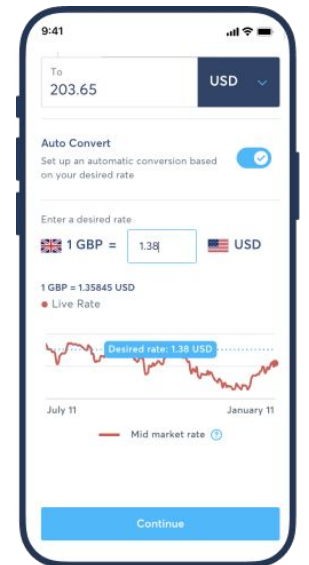 9:41
To
203.65
USD
Auto Convert
Set up an automatic conversion based
on your desired rate
Enter a desired rate
1 GBP = 1.38 USD
1 GBP = 1.35845 USD
Live Rate
Desired rate: 1.38 USD
July 11 January 11
Mid market rate ?
Continue